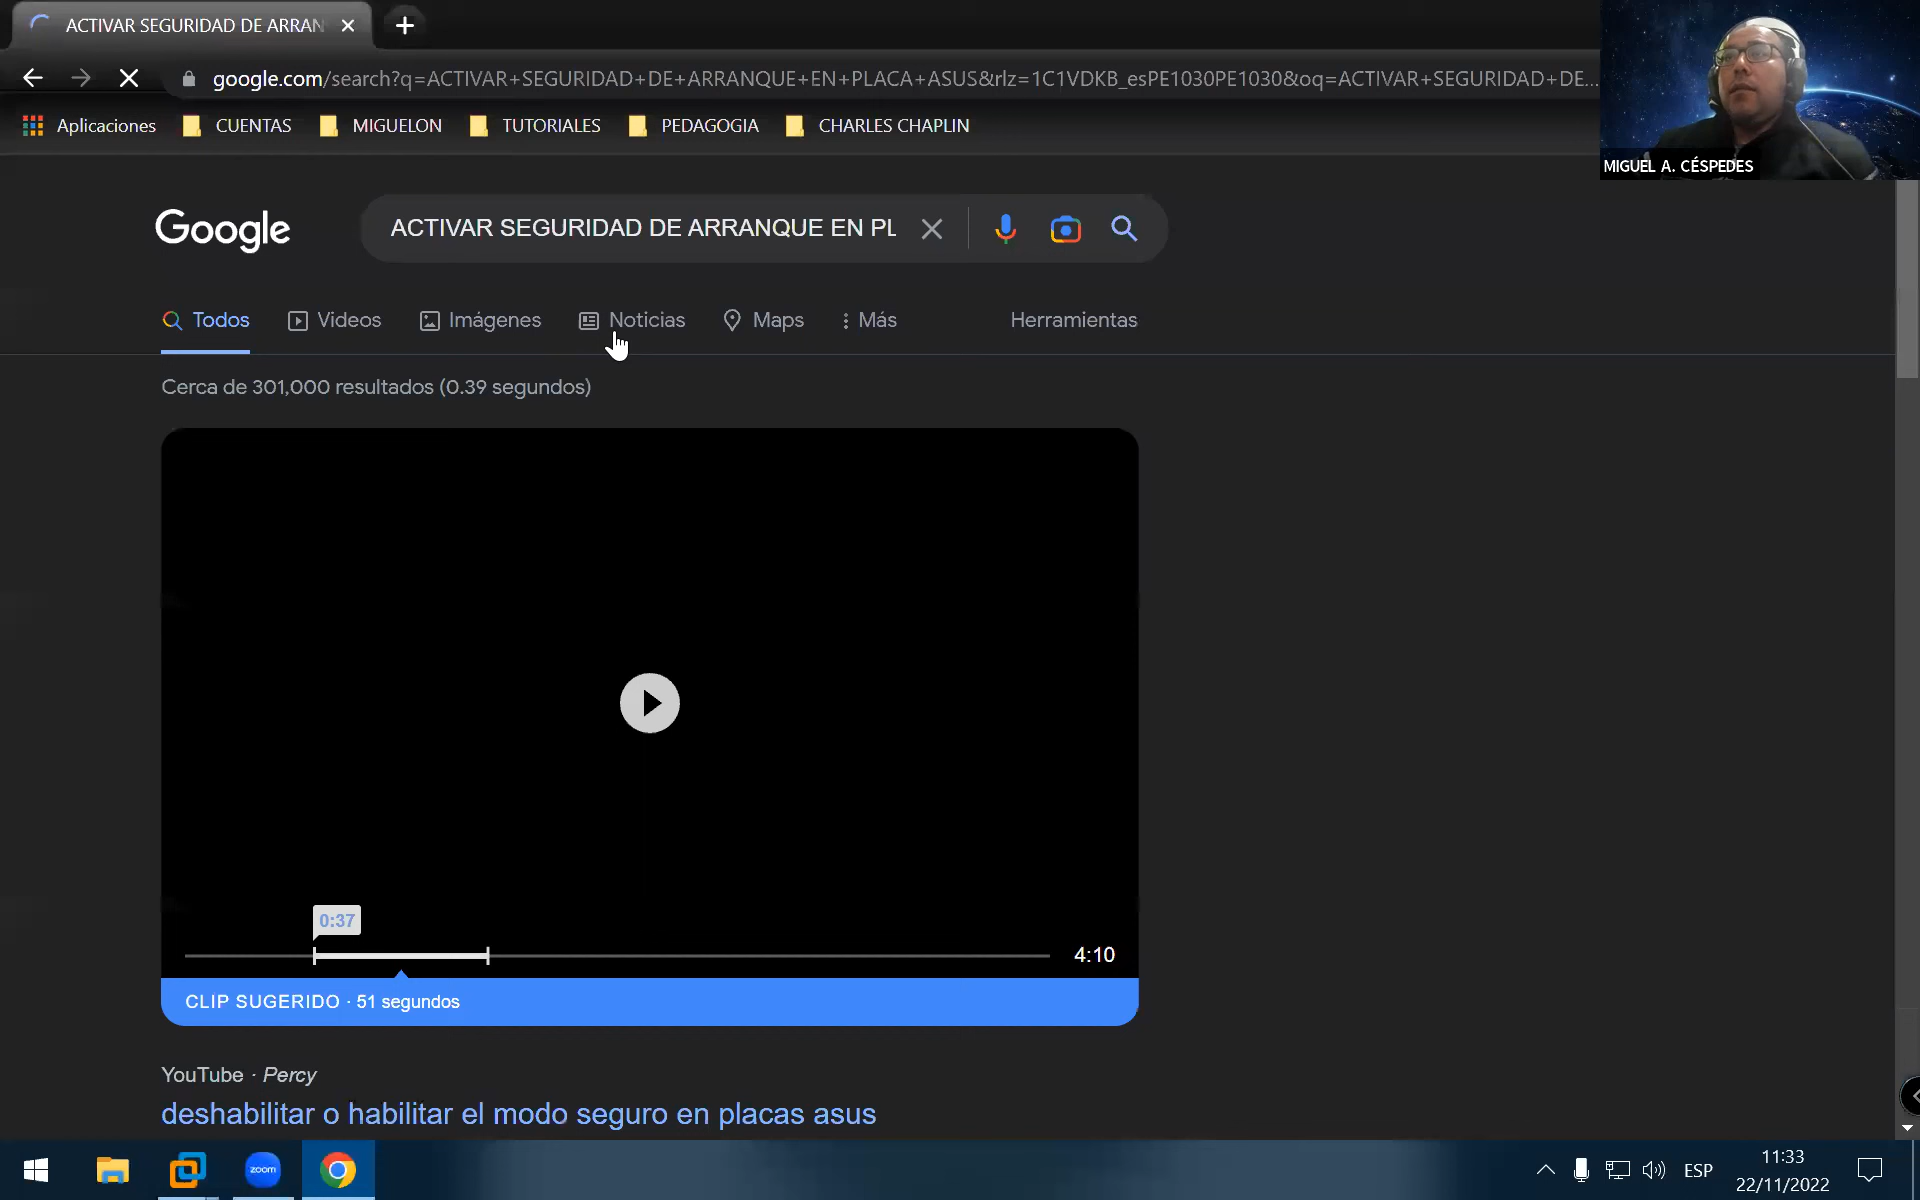 ACTIVAR SEGURIDAD DE ARRAN
google.com/search?q=ACTIVAR+SEGURIDAD+DE+ARRANQUE+EN+PLACA+ASUS&rlz=1C1VDKB_esPE1030PE1030&oq=ACTIVAR+SEGURIDAD+DE...
Aplicaciones CUENTAS MIGUELON TUTORIALES PEDAGOGIA CHARLES CHAPLIN
MIGUEL A. CÉSPEDES
Google ACTIVAR SEGURIDAD DE ARRANQUE EN PL
Todos Videos Imágenes Noticias Maps Más Herramientas
Cerca de 301,000 resultados (0.39 segundos)
0:37
4:10
CLIP SUGERIDO · 51 segundos
YouTube · Percy
deshabilitar o habilitar el modo seguro en placas asus
zoom
ESP
11:33
22/11/2022